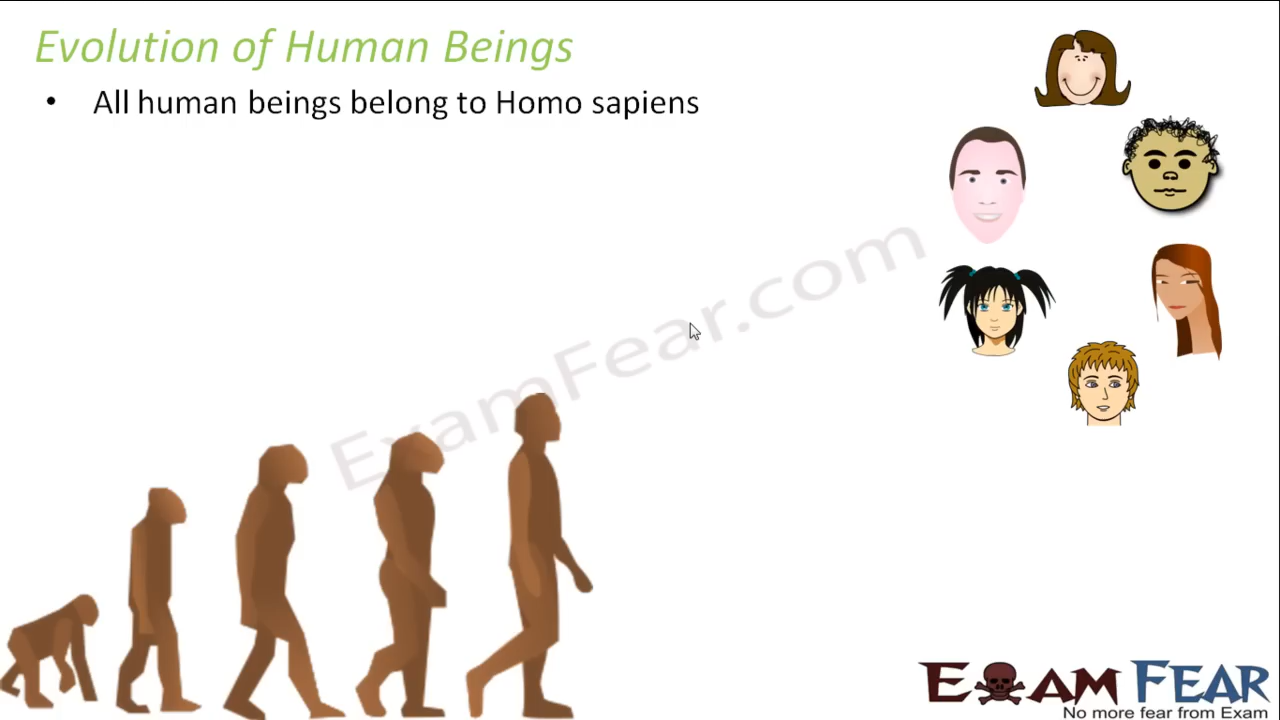 Evolution of Human Beings
• All human beings belong to Homo sapiens
ExamFear.com
EXAM FEAR
No more fear from Exam